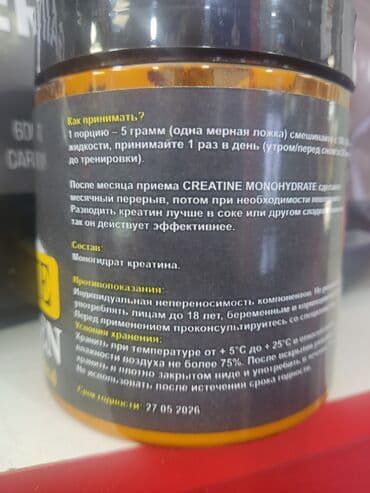 Как принимать?
1 порцию – 5 грамм (одна мерная ложка) смешивайте
жидкости, принимайте 1 раз в день (утром/перед сном
до тренировки).
После месяца приема CREATINE MONOHYDRATE
месячный перерыв, потом при необходимости
Разводить креатин лучше в соке или другом
так он действует эффективнее.
Состав:
Моногидрат креатина.
Противопоказания:
Индивидуальная непереносимость компонентов. Не
употреблять лицам до 18 лет, беременным и
Перед применением проконсультируйтесь со
Условия хранения:
Хранить при температуре от + 5°С до + 25°С и
влажности воздуха не более 75%. После вскрытия
хранить в плотно закрытом виде и употребить в
Не использовать после истечения срока годности.
Срок годности: 27 05 2026